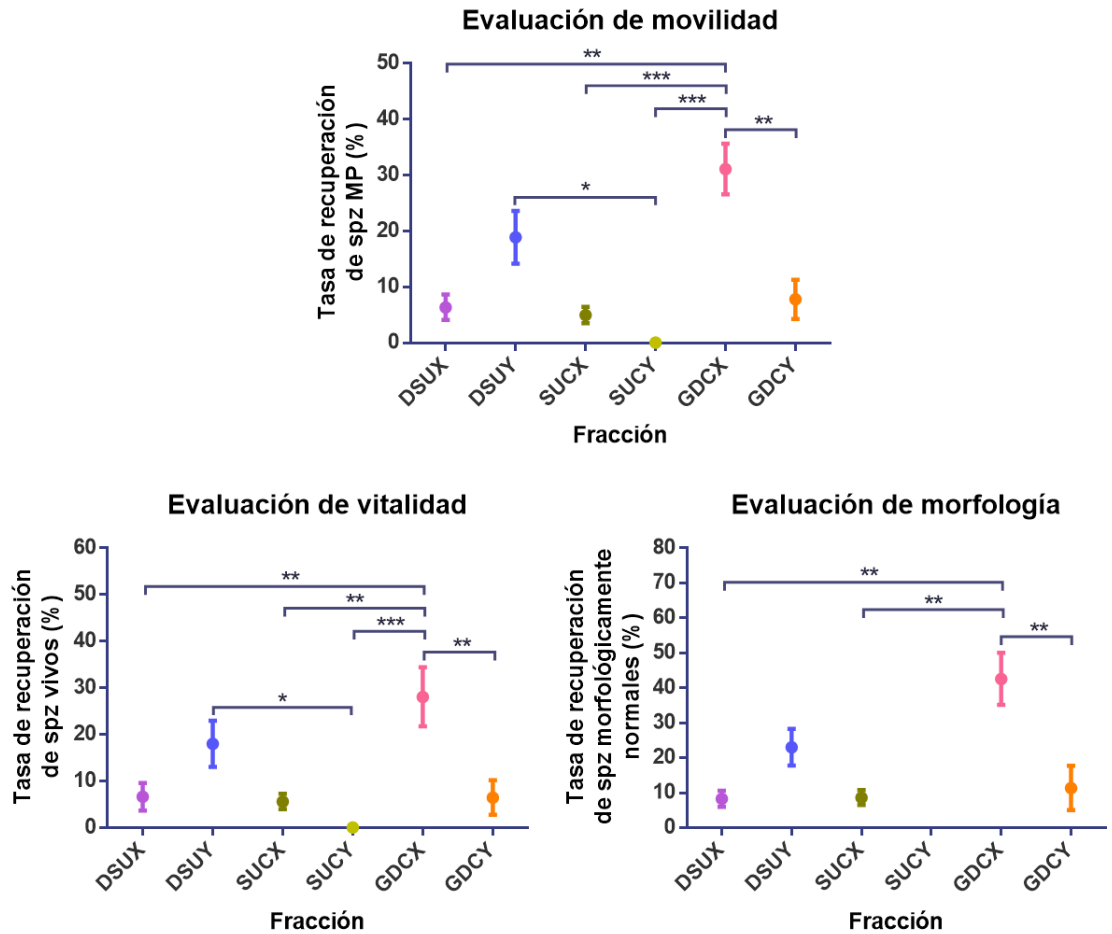 Evaluación de movilidad
Tasa de recuperación
de spz MP (%)
50
40
30
20
10
0
**
***
***
**
*
DSUX
DSUY
SUCX
SUCY
GDCX
GDCY
Fracción
Evaluación de vitalidad
Tasa de recuperación
de spz vivos (%)
60
50
40
30
20
10
0
**
**
***
**
*
DSUX
DSUY
SUCX
SUCY
GDCX
GDCY
Fracción
Evaluación de morfología
Tasa de recuperación
de spz morfológicamente
normales (%)
80
70
60
50
40
30
20
10
0
**
**
**
DSUX
DSUY
SUCX
SUCY
GDCX
GDCY
Fracción